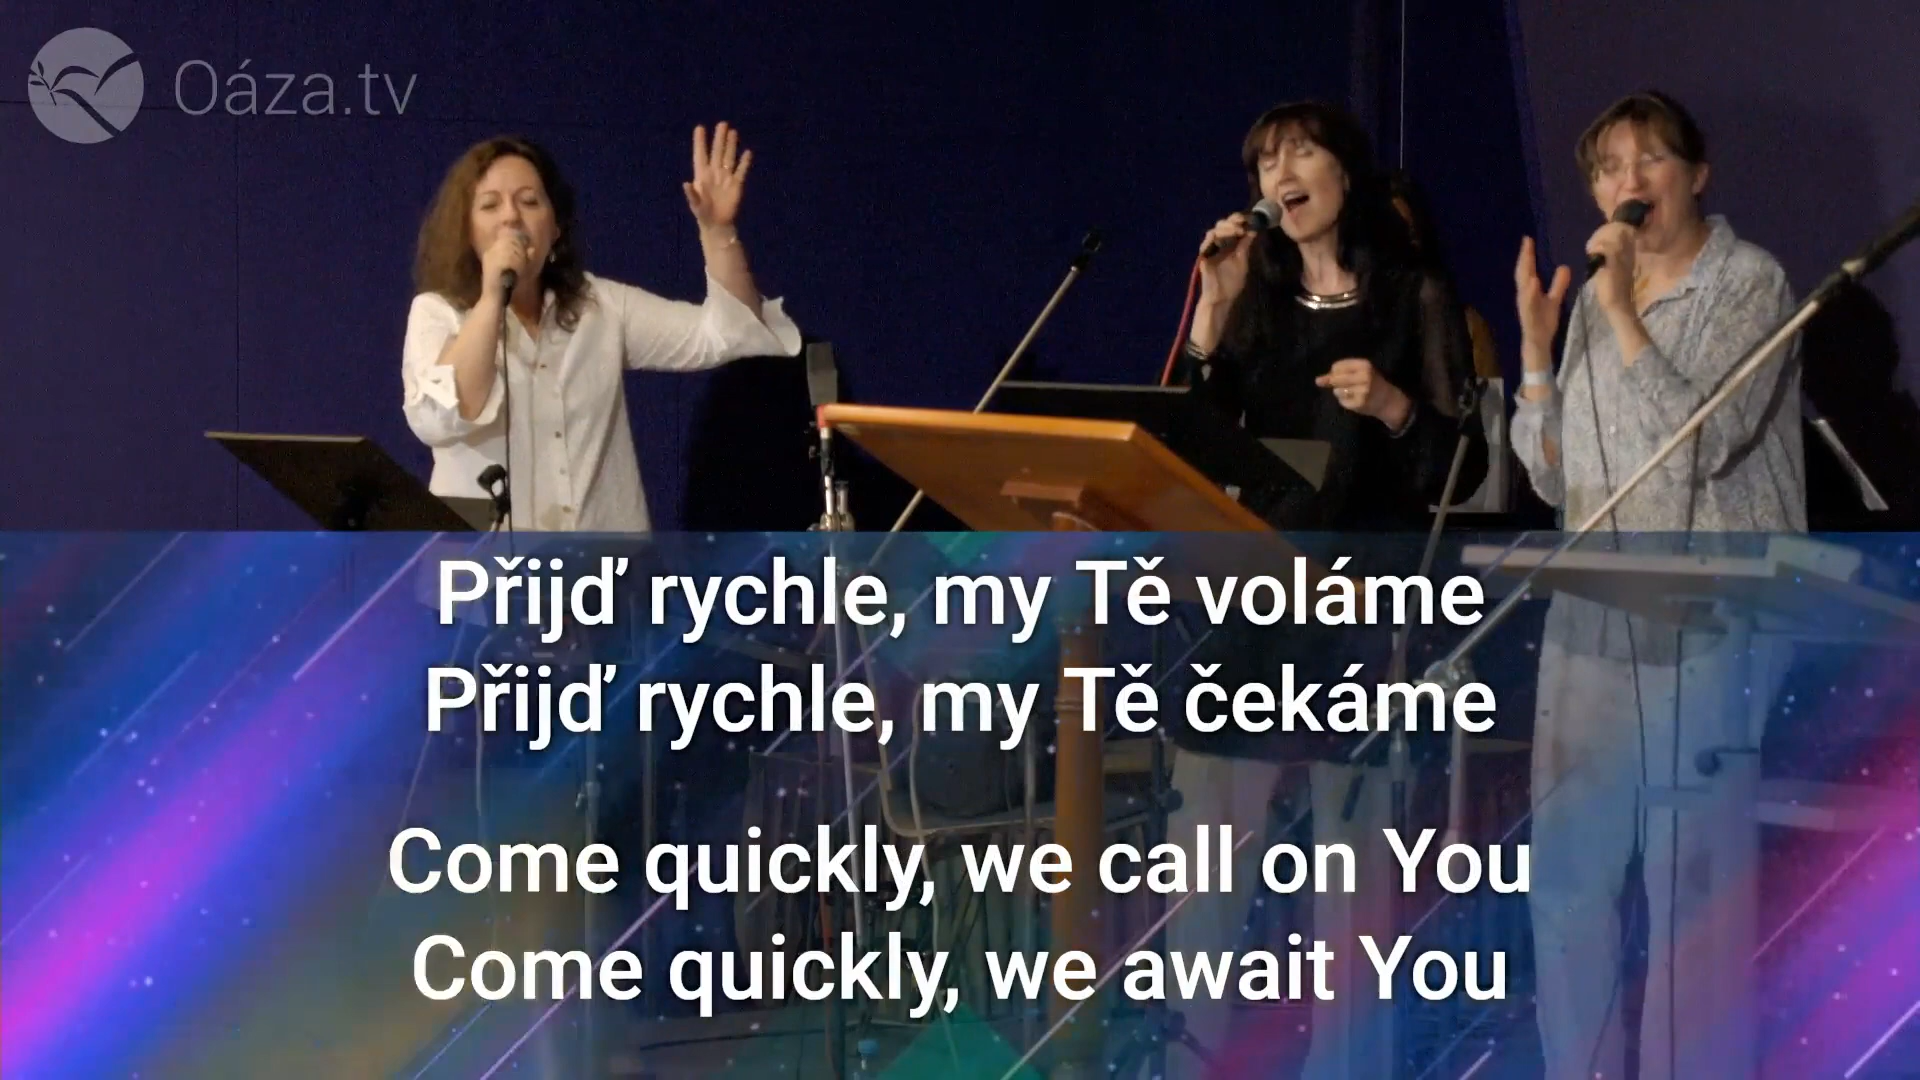 Oáza.tv
Přijď rychle, my Tě voláme
Přijď rychle, my Tě čekáme
Come quickly, we call on You
Come quickly, we await You